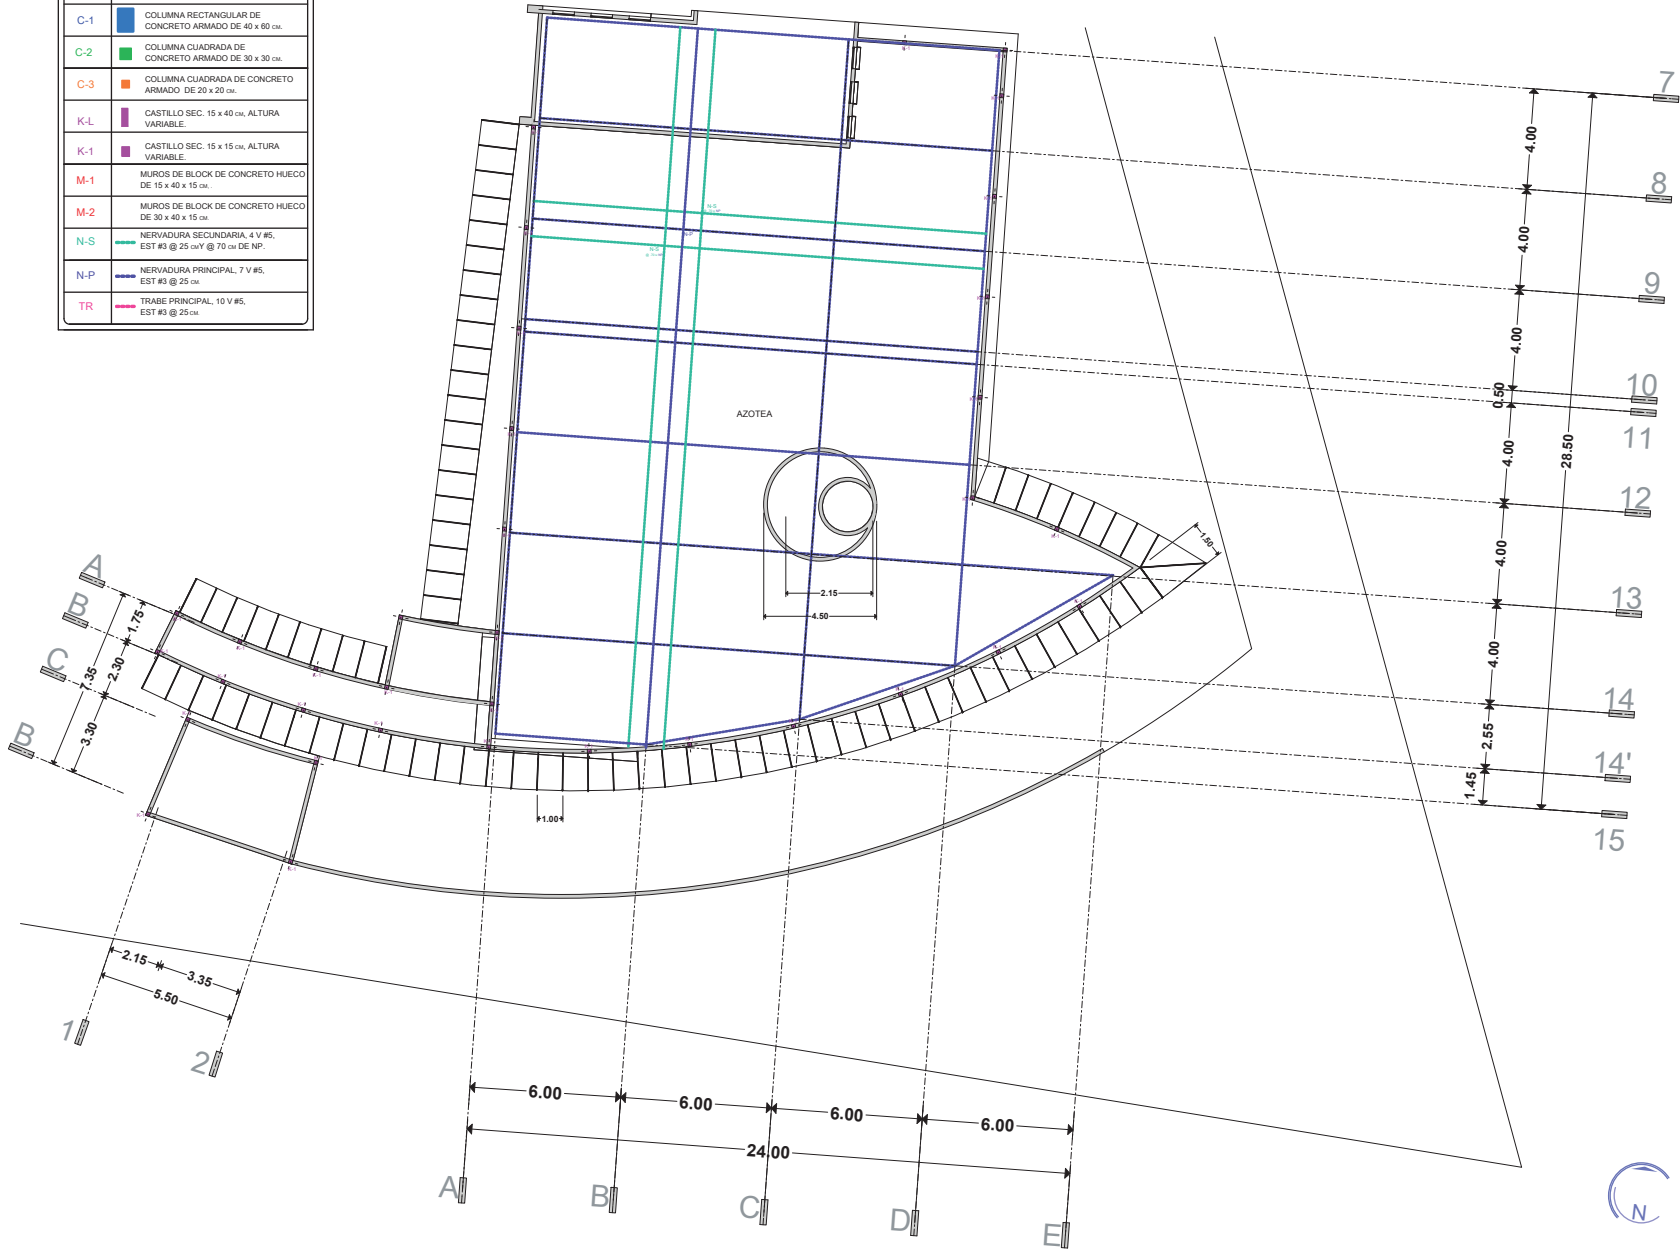 C-1
COLUMNA RECTANGULAR DE
CONCRETO ARMADO DE 40 x 60 CM.
C-2
COLUMNA CUADRADA DE
CONCRETO ARMADO DE 30 x 30 CM.
C-3
COLUMNA CUADRADA DE CONCRETO
ARMADO DE 20 x 20 CM.
K-L
CASTILLO SEC. 15 x 40 CM, ALTURA
VARIABLE.
K-1
CASTILLO SEC. 15 x 15 CM, ALTURA
VARIABLE.
M-1
MUROS DE BLOCK DE CONCRETO HUECO
DE 15 x 40 x 15 CM. .
M-2
MUROS DE BLOCK DE CONCRETO HUECO
DE 30 x 40 x 15 CM.
N-S
NERVADURA SECUNDARIA, 4 V #5,
EST #3 @ 25 CM Y @ 70 CM DE NP.
N-P
NERVADURA PRINCIPAL, 7 V #5,
EST #3 @ 25 CM.
TR
TRABE PRINCIPAL, 10 V #5,
EST #3 @ 25 CM.
N-S
N-P
N-S
AZOTEA
2.15
4.50
1.50
1.00
7
8
9
10
11
12
13
14
14'
15
4.00
4.00
4.00
0.50
4.00
4.00
4.00
2.55
1.45
28.50
A
B
C
B
1.75
2.30
7.35
3.30
K-1
K-1
K-1
K-1
K-1
K-1
K-1
2.15
3.35
5.50
1
2
6.00
6.00
6.00
6.00
24.00
A
B
C
D
E
N